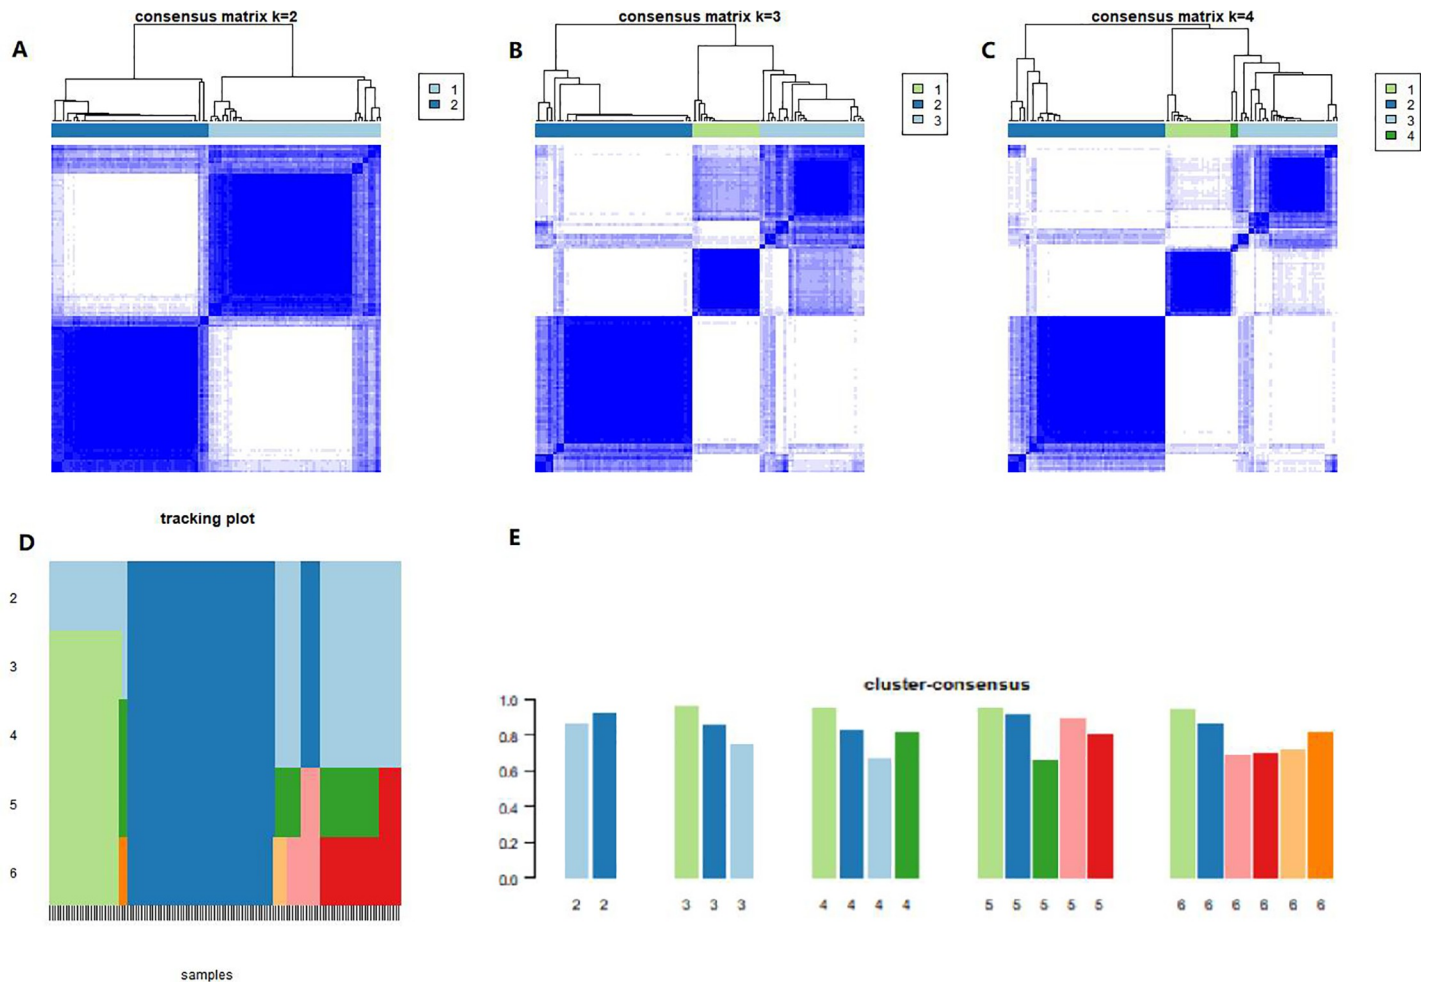 consensus matrix k=2
consensus matrix k=3
consensus matrix k=4
A
B
C
1
2
1
2
3
1
2
3
4
tracking plot
D
E
2
3
4
5
6
samples
cluster-consensus
1.0
0.8
0.6
0.4
0.2
0.0
2 2 3 3 3 4 4 4 4 5 5 5 5 5 6 6 6 6 6 6